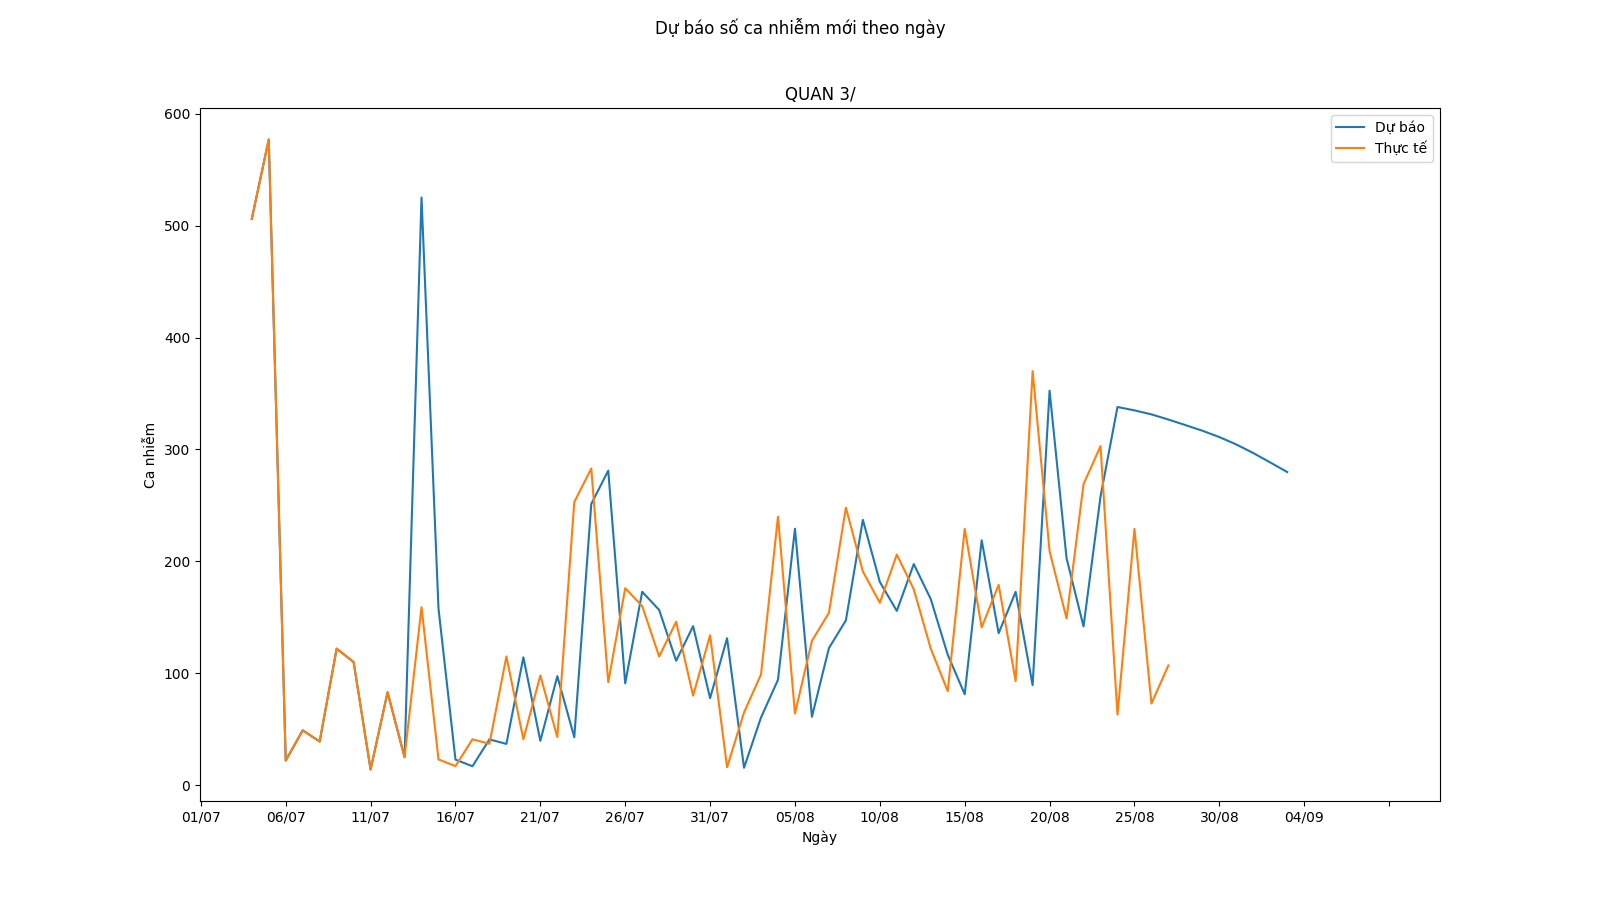 Dự báo số ca nhiễm mới theo ngày
QUAN 3/
600
500
400
300
200
100
0
Ca nhiễm
Dự báo
Thực tế
01/07 06/07 11/07 16/07 21/07 26/07 31/07 05/08 10/08 15/08 20/08 25/08 30/08 04/09
Ngày